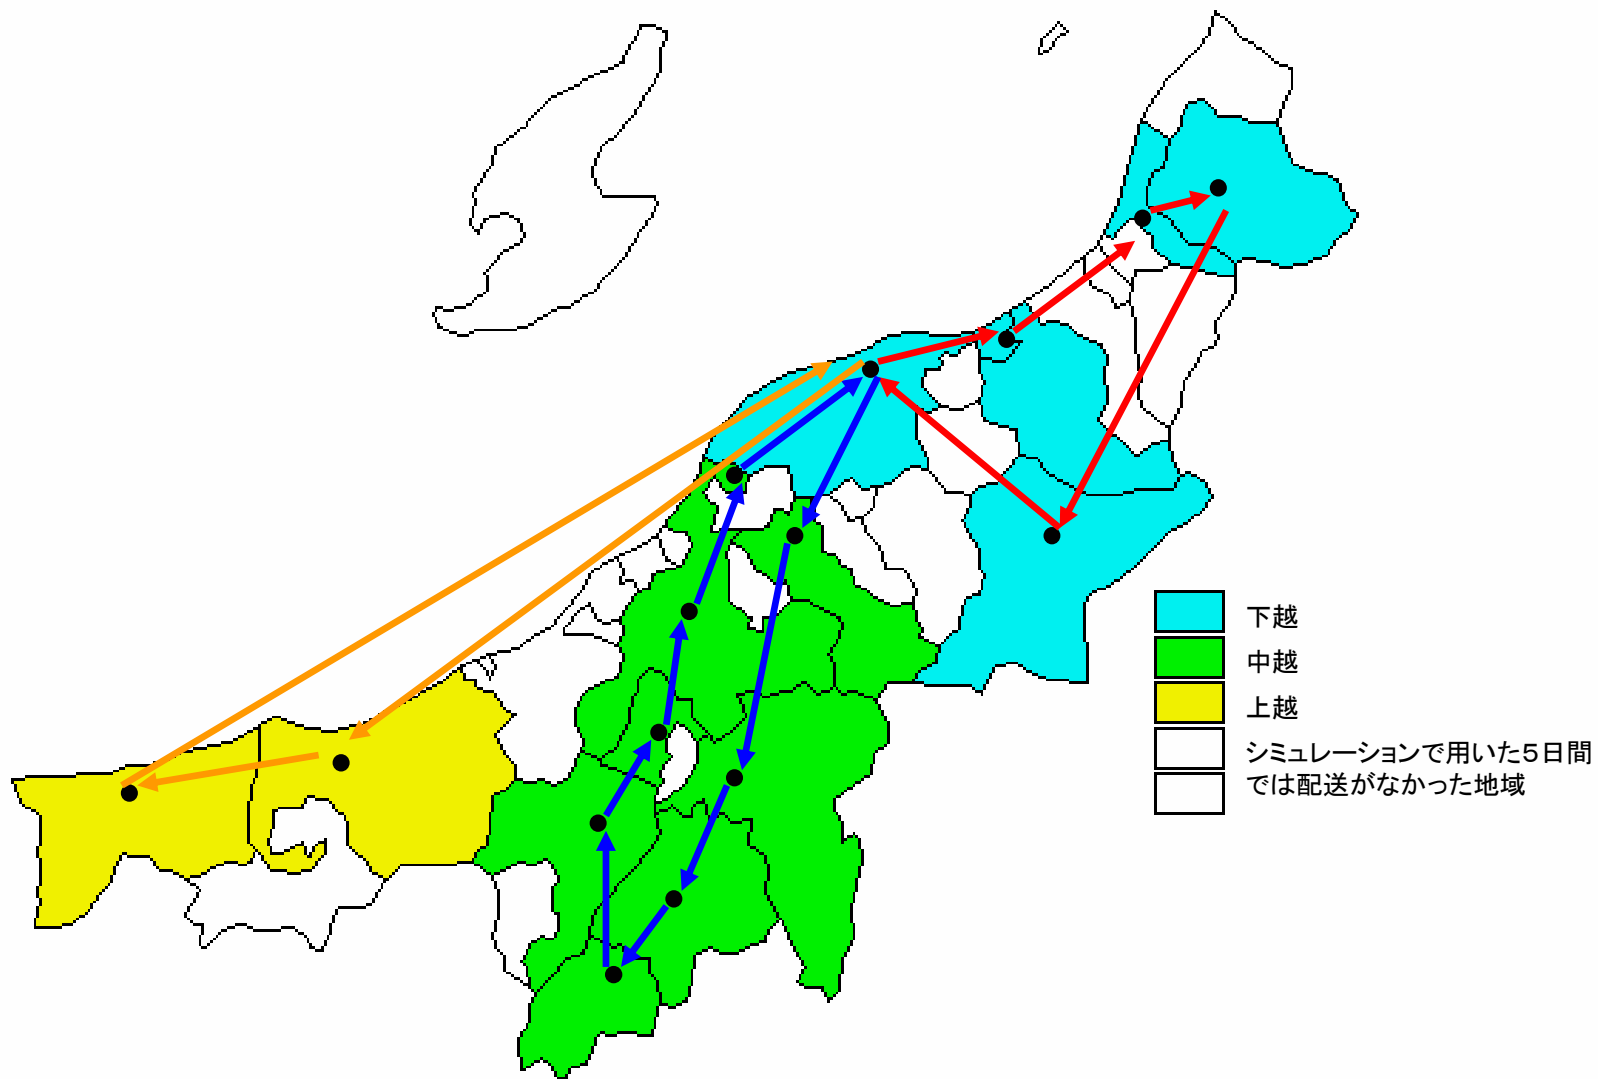 下越
中越
上越
シミュレーションで用いた５日間
では配送がなかった地域